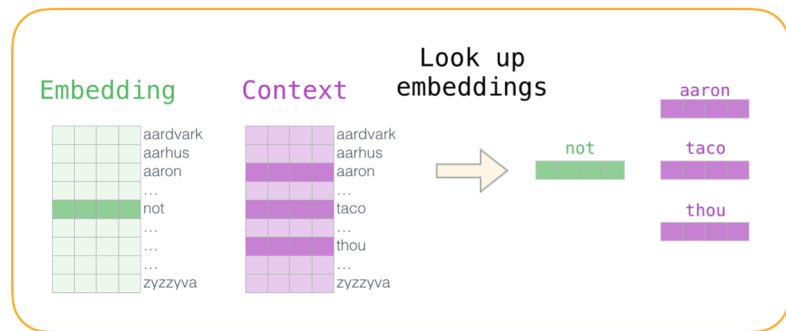 Look up
embeddings
Embedding
Context
aardvark
aarhus
aaron
...
not
...
...
...
zyzzyva
aardvark
aarhus
aaron
...
taco
...
thou
...
zyzzyva
not
aaron
taco
thou